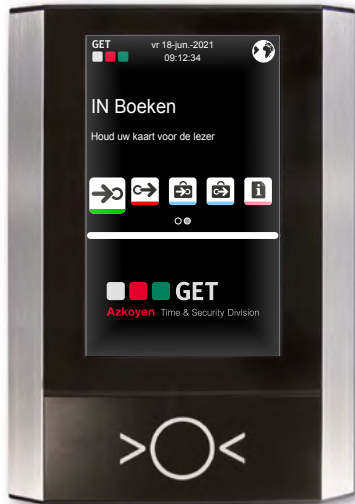 GET
vr 18-jun.-2021
09:12:34
IN Boeken
Houd uw kaart voor de lezer
GET
Azkoyen Time & Security Division